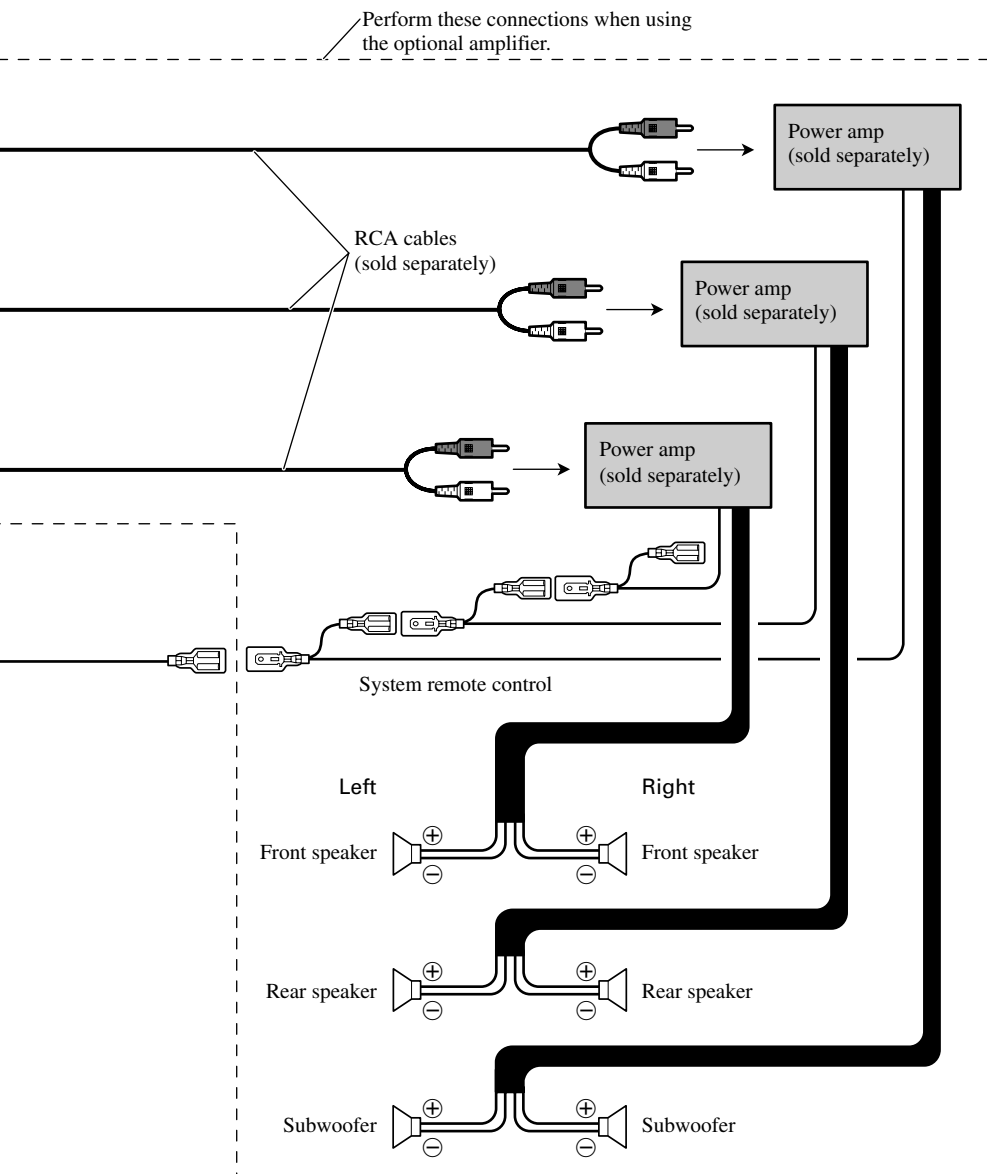 Perform these connections when using
the optional amplifier.
Power amp
(sold separately)
RCA cables
(sold separately)
Power amp
(sold separately)
Power amp
(sold separately)
System remote control
Left
Right
+
+
Front speaker
Front speaker
−
−
+
+
Rear speaker
Rear speaker
−
−
+
+
Subwoofer
Subwoofer
−
−